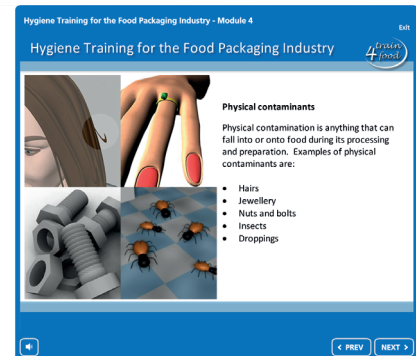 Hygiene Training for the Food Packaging Industry - Module 4
Exit
Hygiene Training for the Food Packaging Industry
4 train
food
Physical contaminants
Physical contamination is anything that can
fall into or onto food during its processing
and preparation. Examples of physical
contaminants are:
• Hairs
• Jewellery
• Nuts and bolts
• Insects
• Droppings
< PREV
NEXT >